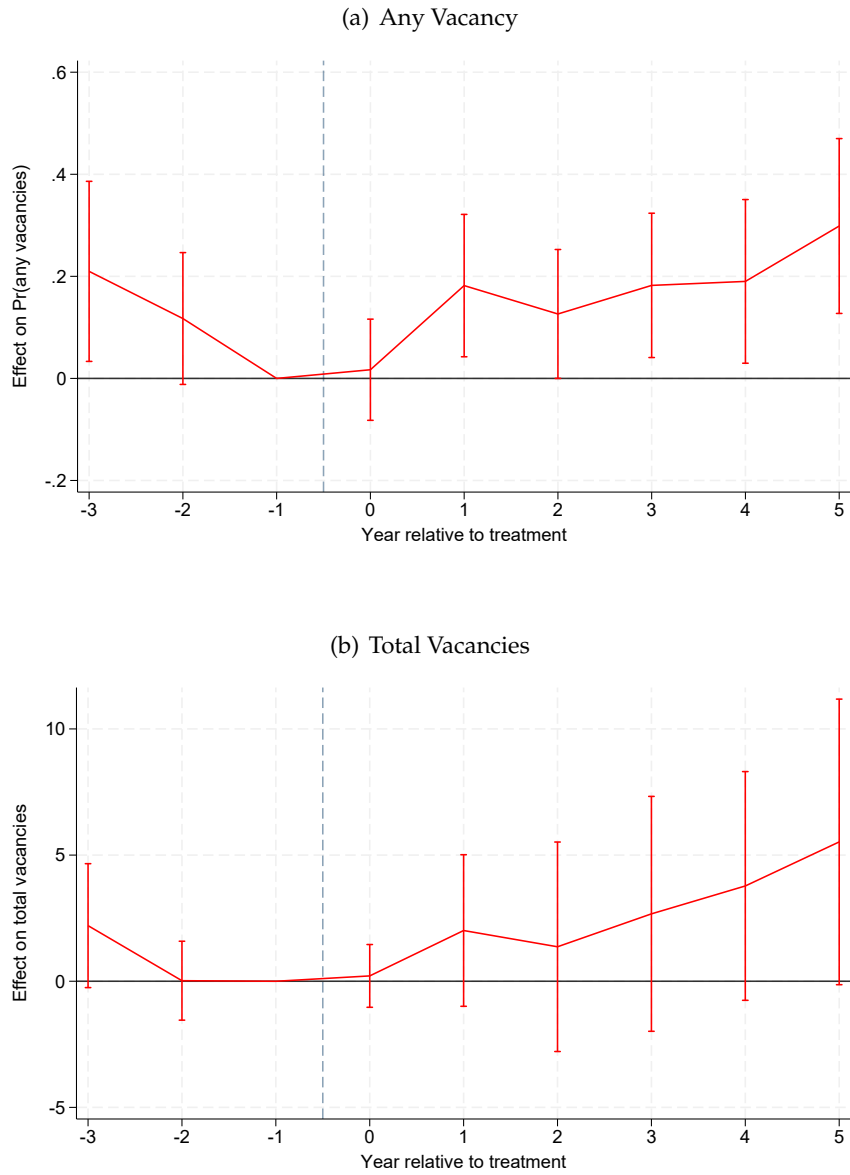 (a) Any Vacancy
.6
.4
.2
0
-.2
Effect on Pr(any vacancies)
-3 -2 -1 0 1 2 3 4 5
Year relative to treatment
(b) Total Vacancies
10
5
0
-5
Effect on total vacancies
-3 -2 -1 0 1 2 3 4 5
Year relative to treatment